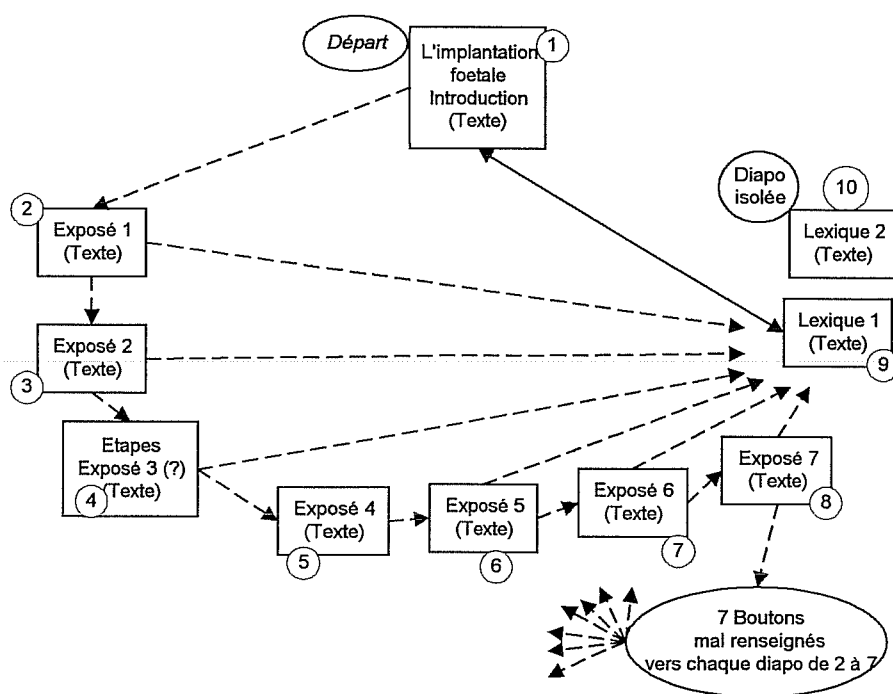 Départ
1
L'implantation
foetale
Introduction
(Texte)
2
Exposé 1
(Texte)
Diapo
isolée
10
Lexique 2
(Texte)
Exposé 2
(Texte)
3
Lexique 1
(Texte)
9
Etapes
Exposé 3 (?)
(Texte)
4
Exposé 4
(Texte)
5
Exposé 5
(Texte)
6
Exposé 6
(Texte)
7
Exposé 7
(Texte)
8
7 Boutons
mal renseignés
vers chaque diapo de 2 à 7